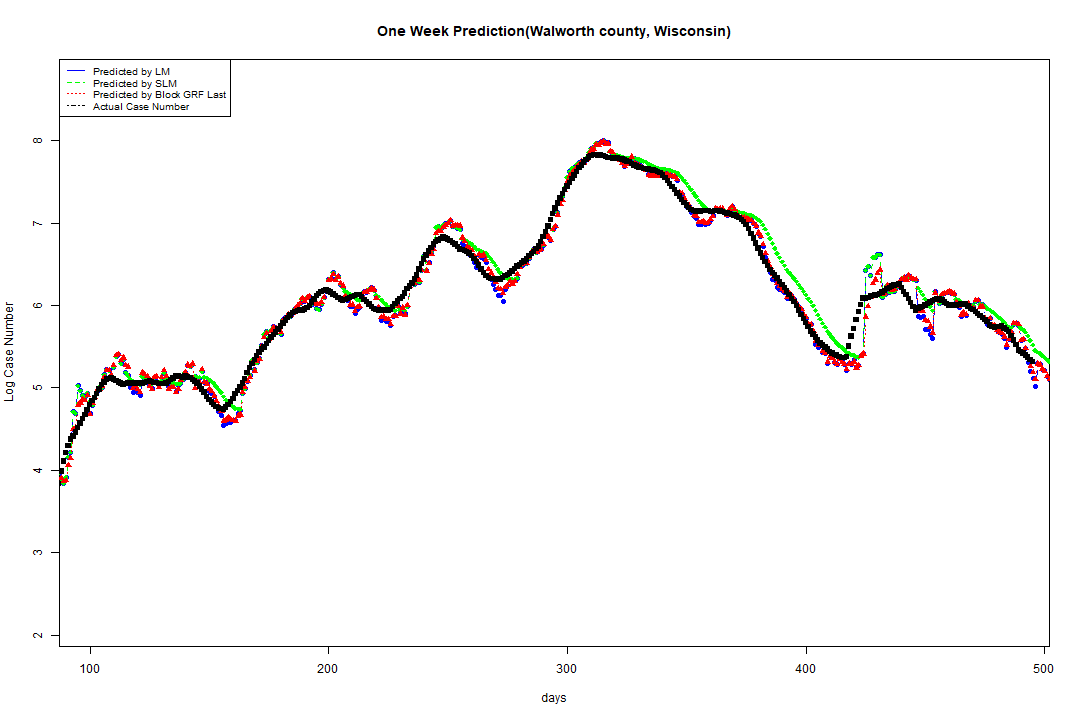 One Week Prediction(Walworth county, Wisconsin)
Predicted by LM
Predicted by SLM
Predicted by Block GRF Last
Actual Case Number
8
7
6
5
4
3
2
Log Case Number
100 200 300 400 500
days